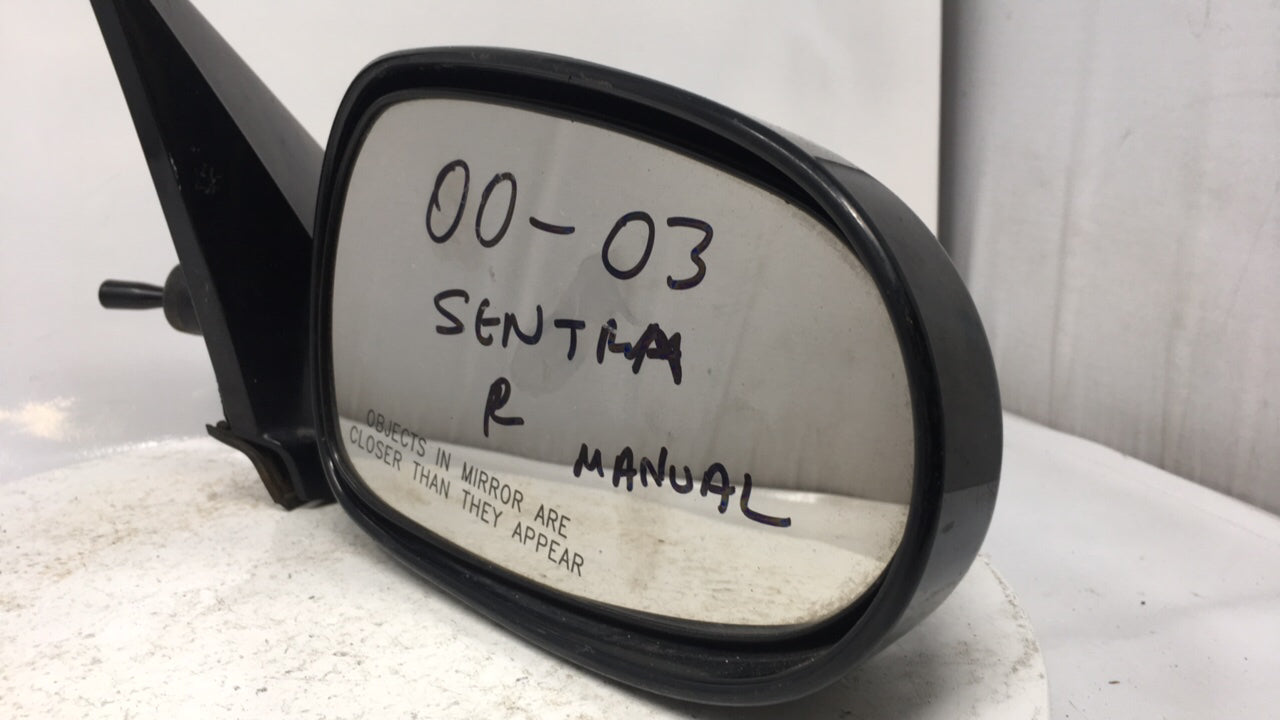 00-03
SENTRA
R
MANUAL
OBJECTS IN MIRROR ARE
CLOSER THAN THEY APPEAR